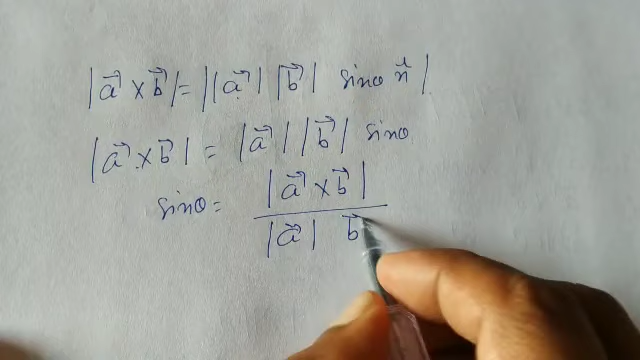 |a⃗ × b⃗| = ||a⃗| |b⃗| sinθ n⃗|
|a⃗ × b⃗| = |a⃗| |b⃗| sinθ
sinθ = |a⃗ × b⃗|
|a⃗| b⃗